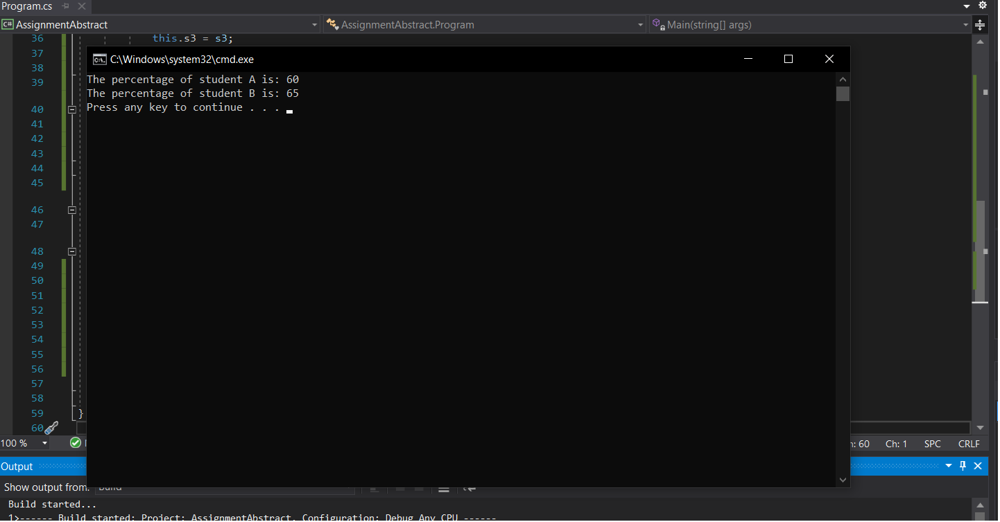 Program.cs
C# AssignmentAbstract AssignmentAbstract.Program Main(string[] args)
36 this.s3 = s3;
37
C:\Windows\system32\cmd.exe
38
39
The percentage of student A is: 60
The percentage of student B is: 65
Press any key to continue . . .
40
41
42
43
44
45
46
47
48
49
50
51
52
53
54
55
56
57
58
59 }
60
100 % : 60 Ch: 1 SPC CRLF
Output
Show output from: Build
Build started...
1>------ Build started: Project: AssignmentAbstract, Configuration: Debug Any CPU ------